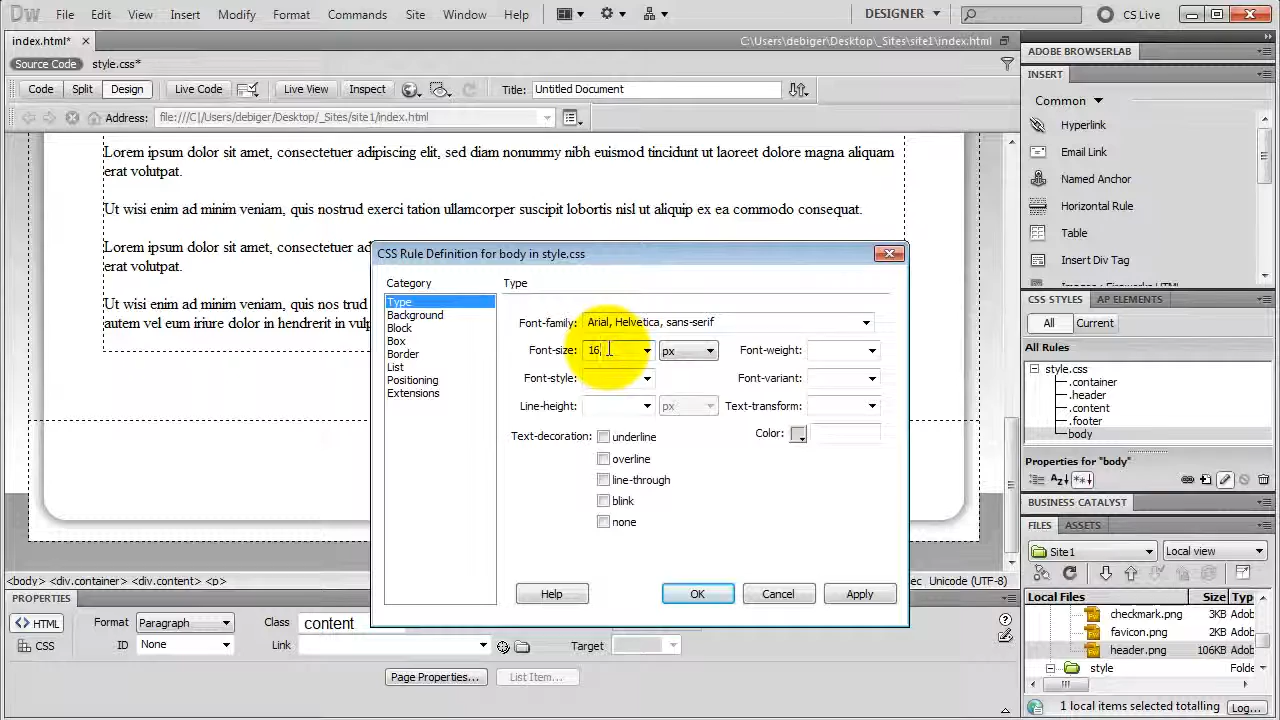 Dw File Edit View Insert Modify Format Commands Site Window Help DESIGNER CS Live
index.html* C:\Users\debiger\Desktop\_Sites\site1\index.html
Source Code style.css*
Code Split Design Live Code Live View Inspect Title: Untitled Document
Address: file:///C|/Users/debiger/Desktop/_Sites/site1/index.html
Lorem ipsum dolor sit amet, consectetuer adipiscing elit, sed diam nonummy nibh euismod tincidunt ut laoreet dolore magna aliquam
erat volutpat.
Ut wisi enim ad minim veniam, quis nostrud exerci tation ullamcorper suscipit lobortis nisl ut aliquip ex ea commodo consequat.
Lorem ipsum dolor sit amet, consectetuer ad
erat volutpat.
Ut wisi enim ad minim veniam, quis nos trud
autem vel eum iriure dolor in hendrerit in vulp
CSS Rule Definition for body in style.css
Category
Type
Background
Block
Box
Border
List
Positioning
Extensions
Type
Font-family: Arial, Helvetica, sans-serif
Font-size: 16 px Font-weight:
Font-style: Font-variant:
Line-height: px Text-transform:
Text-decoration: underline Color:
overline
line-through
blink
none
Help OK Cancel Apply
<body> <div.container> <div.content> <p> Unicode (UTF-8)
PROPERTIES
HTML Format Paragraph Class content
CSS ID None Link Target
Page Properties... List Item...
ADOBE BROWSERLAB
INSERT
Common
Hyperlink
Email Link
Named Anchor
Horizontal Rule
Table
Insert Div Tag
CSS STYLES AP ELEMENTS
All Current
All Rules
style.css
.container
.header
.content
.footer
body
Properties for "body"
BUSINESS CATALYST
FILES ASSETS
Site1 Local view
Local Files Size Type
checkmark.png 3KB Adob
favicon.png 2KB Adob
header.png 106KB Adob
style Folde
1 local items selected totalling Log...